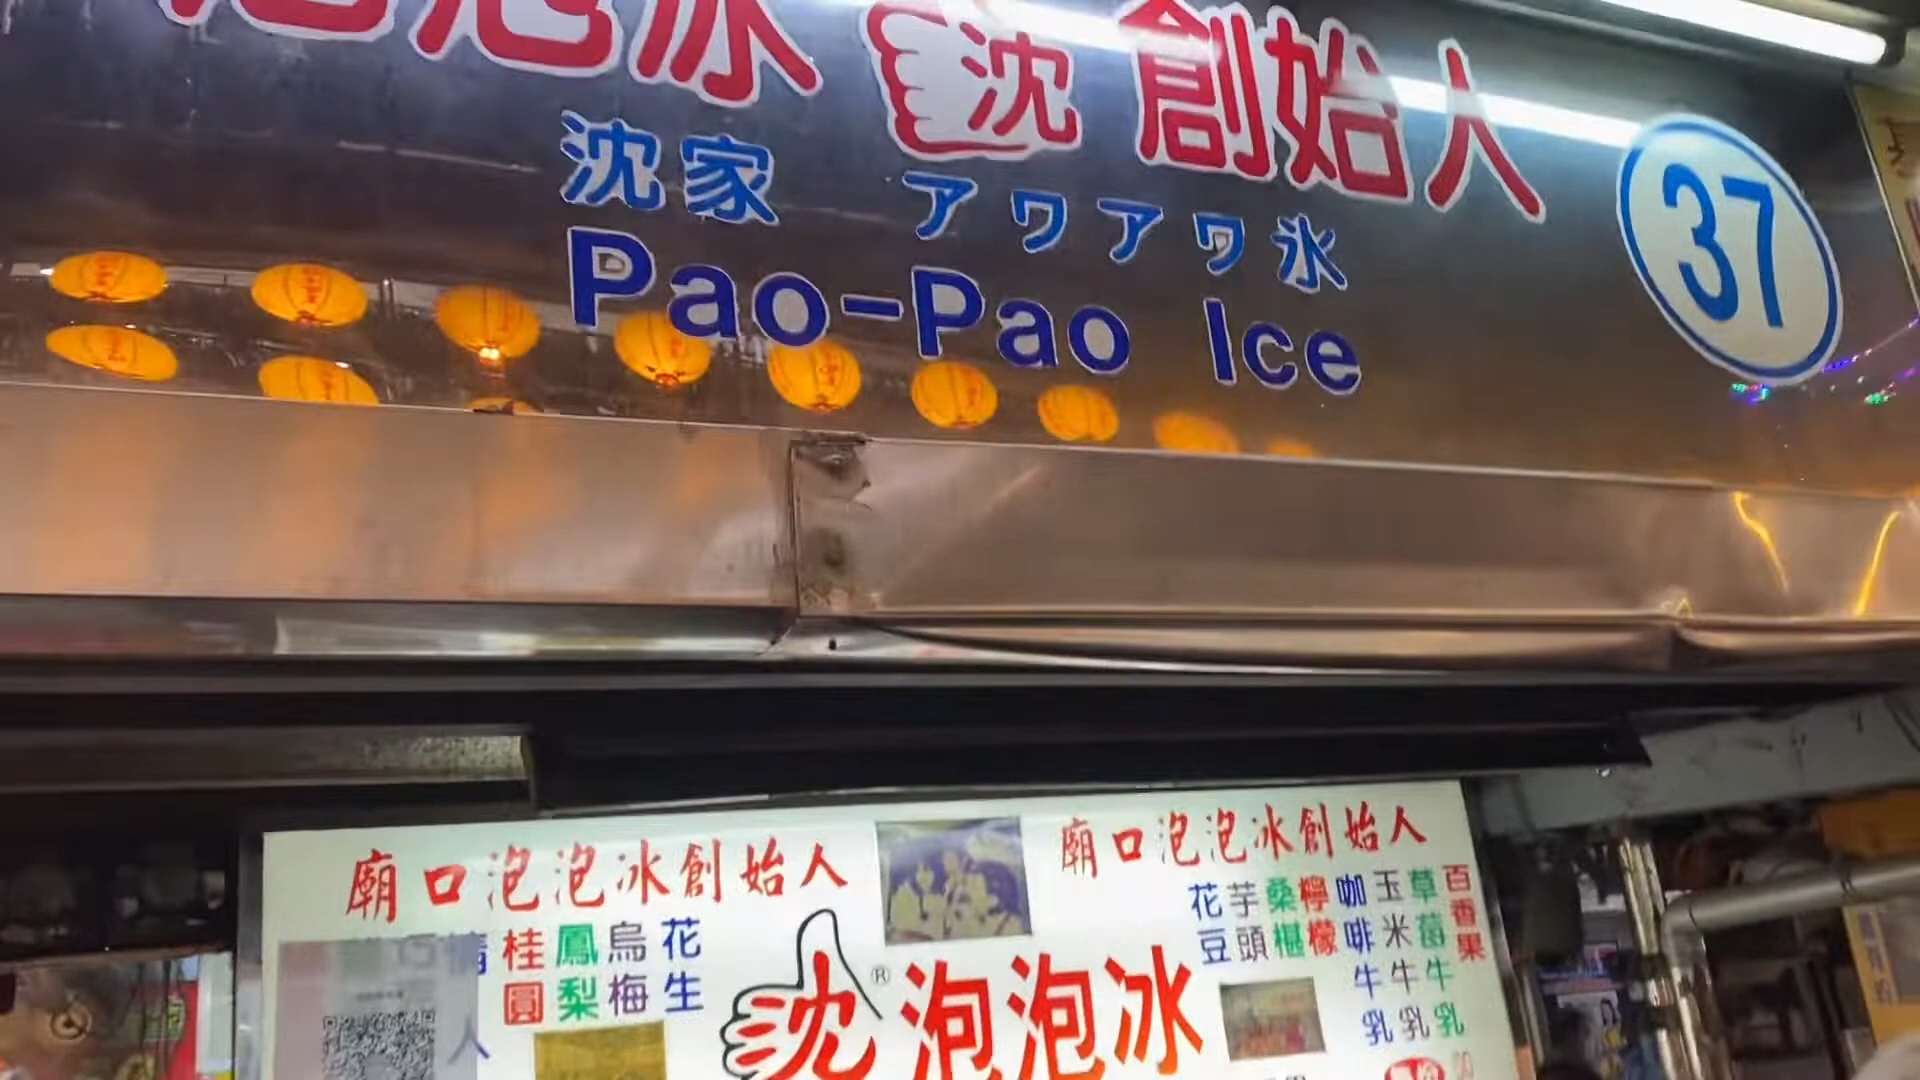 泡泡冰 沈 創始人
沈家 アワアワ氷
37
Pao-Pao Ice
廟口泡泡冰創始人
廟口泡泡冰創始人
花生
烏梅
鳳梨
桂圓
沈® 泡泡冰
百香果
草莓牛乳
玉米牛乳
咖啡牛乳
檸檬
桑椹
芋頭
花豆